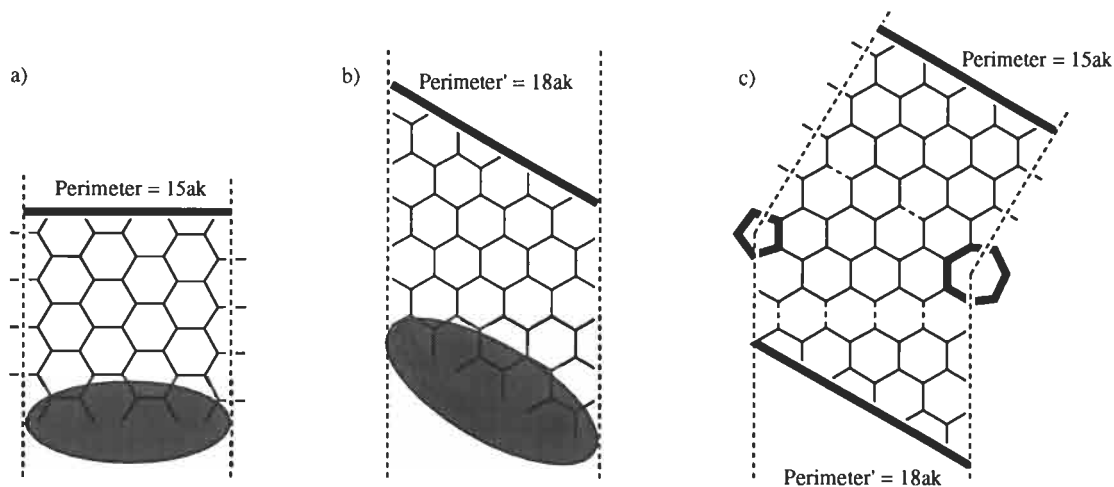 a)
Perimeter = 15ak
b)
Perimeter' = 18ak
c)
Perimeter = 15ak
Perimeter' = 18ak